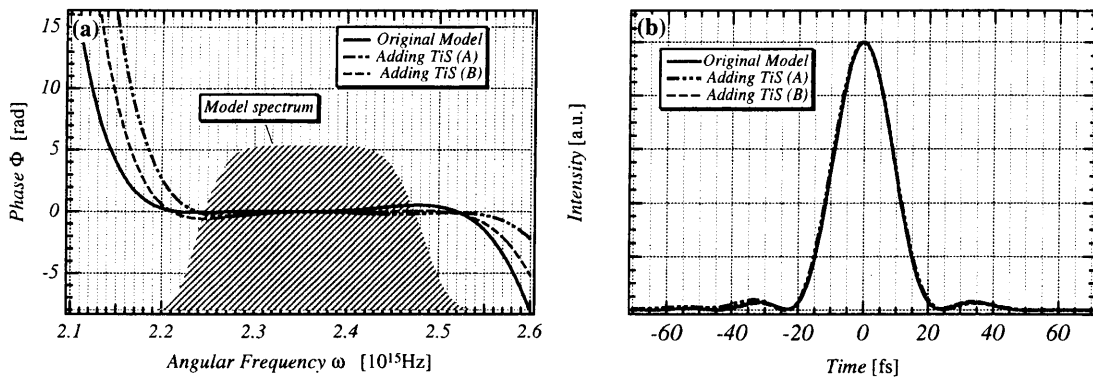 (a)
Original Model
Adding TiS (A)
Adding TiS (B)
Model spectrum
Phase Φ [rad]
15
10
5
0
-5
2.1
2.2
2.3
2.4
2.5
2.6
Angular Frequency ω [10¹⁵Hz]
(b)
Original Model
Adding TiS (A)
Adding TiS (B)
Intensity [a.u.]
-60
-40
-20
0
20
40
60
Time [fs]